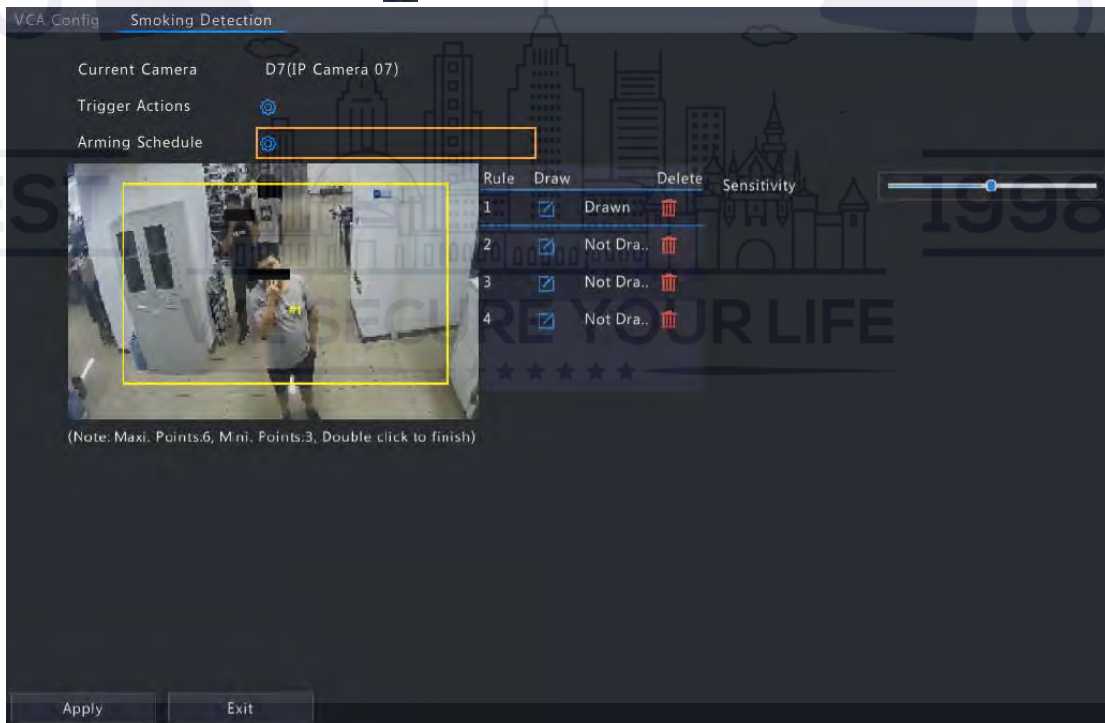 VCA Config Smoking Detection
Current Camera D7(IP Camera 07)
Trigger Actions
Arming Schedule
Rule Draw Delete Sensitivity
1 Drawn
2 Not Dra..
3 Not Dra..
4 Not Dra..
#1
(Note: Maxi. Points:6, Mini. Points:3, Double click to finish)
1998
WE SECURE YOUR LIFE
Apply Exit